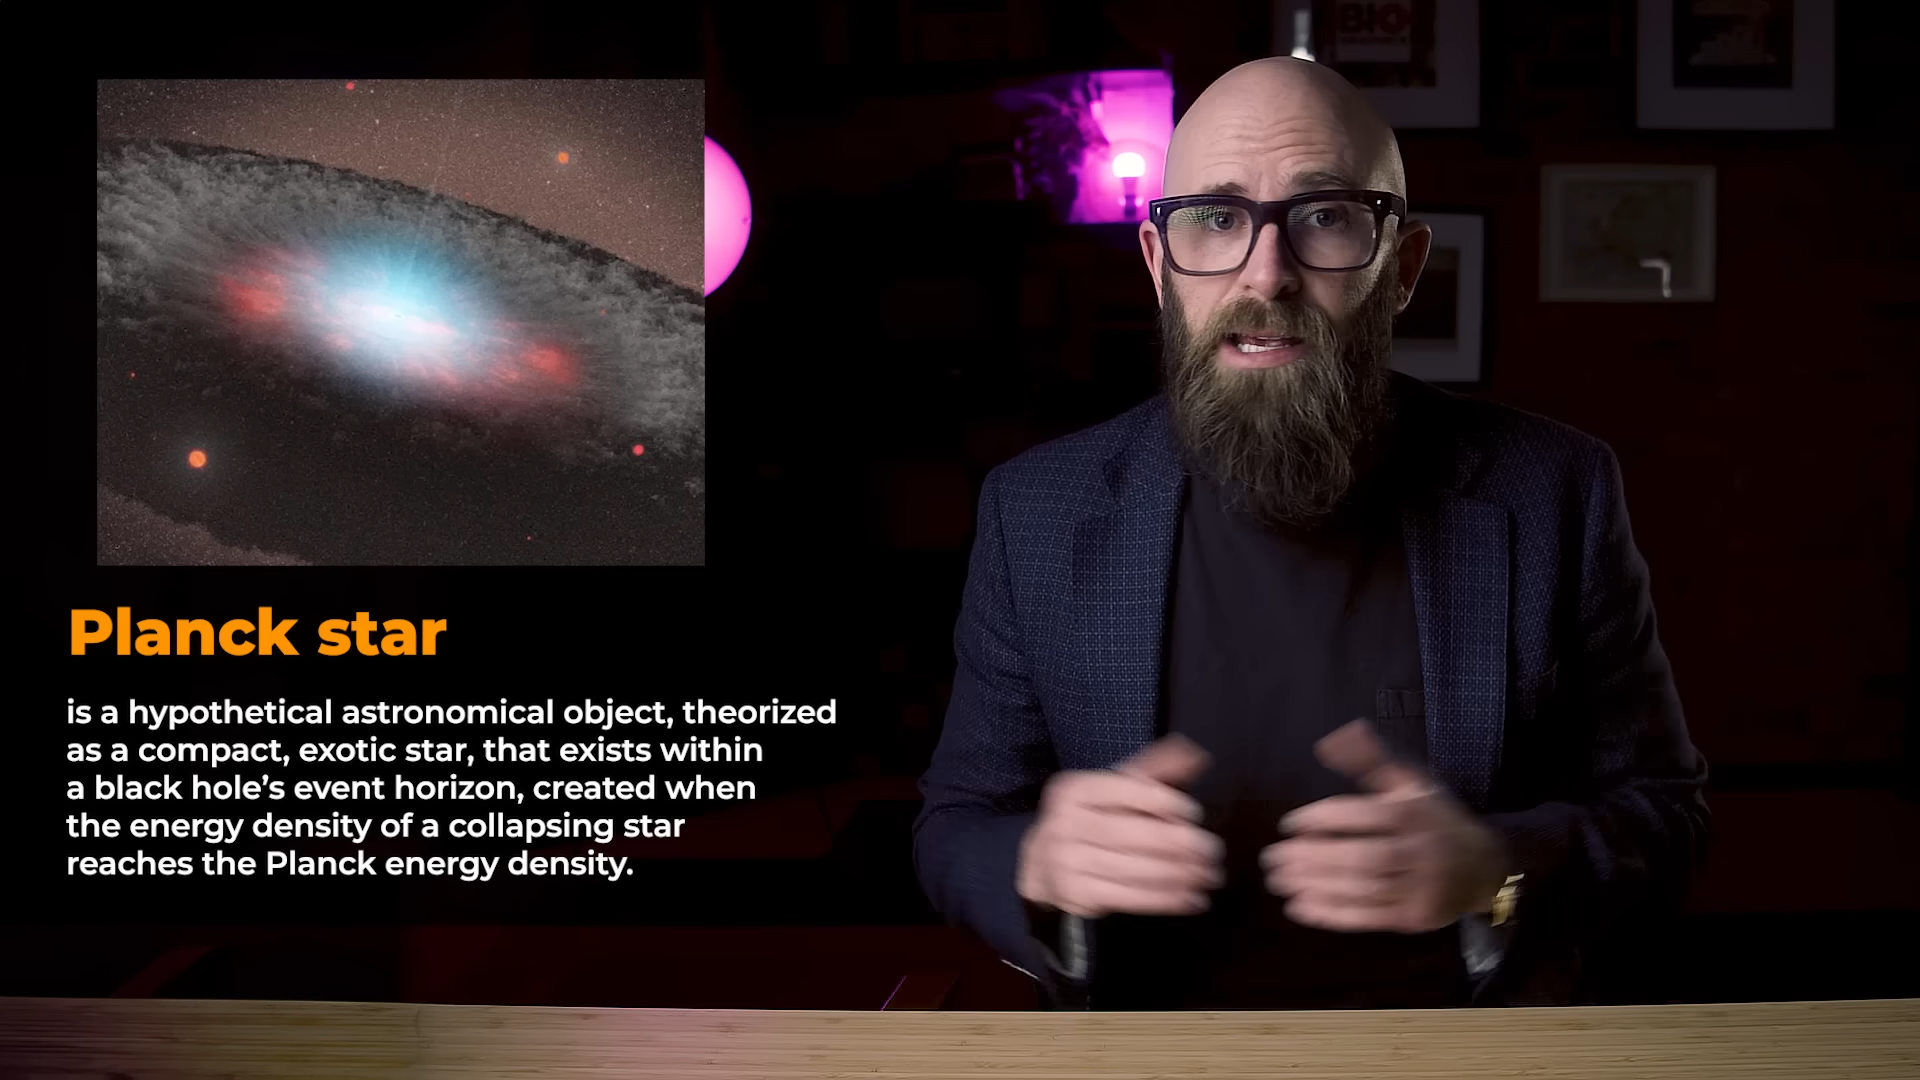 BIO
Planck star
is a hypothetical astronomical object, theorized
as a compact, exotic star, that exists within
a black hole’s event horizon, created when
the energy density of a collapsing star
reaches the Planck energy density.